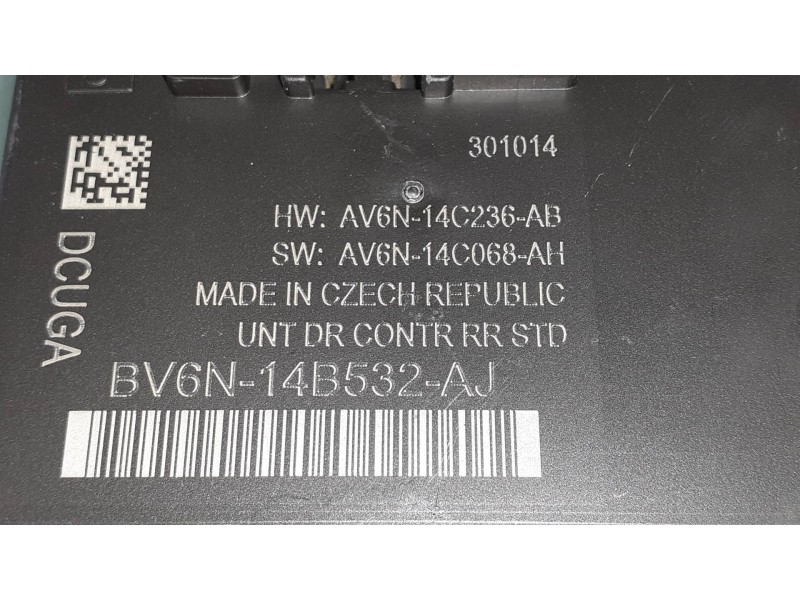 301014
HW: AV6N-14C236-AB
SW: AV6N-14C068-AH
MADE IN CZECH REPUBLIC
UNT DR CONTR RR STD
DCUGA
BV6N-14B532-AJ